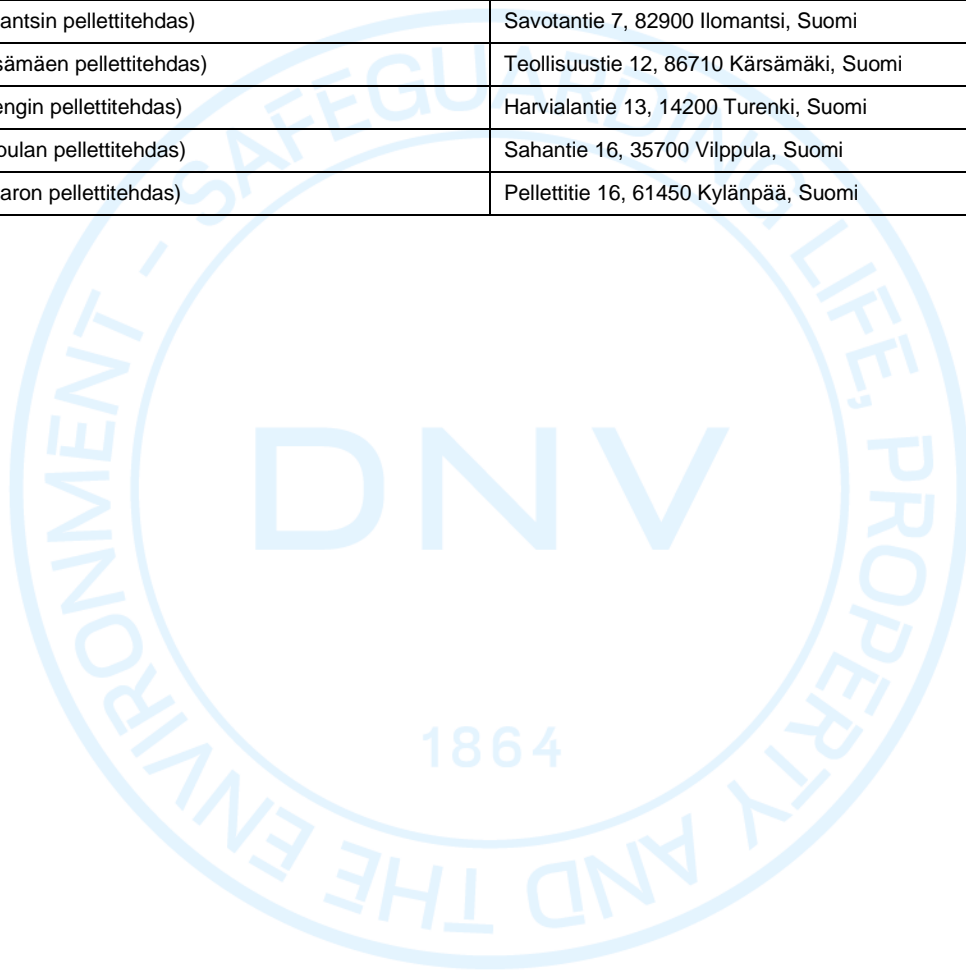 antsin pellettitehdas) Savotantie 7, 82900 Ilomantsi, Suomi
sämäen pellettitehdas) Teollisuustie 12, 86710 Kärsämäki, Suomi
engin pellettitehdas) Harvialantie 13, 14200 Turenki, Suomi
pulan pellettitehdas) Sahantie 16, 35700 Vilppula, Suomi
aron pellettitehdas) Pellettitie 16, 61450 Kylänpää, Suomi
SAFEGUARDING LIFE, PROPERTY AND THE ENVIRONMENT -
DNV
1864